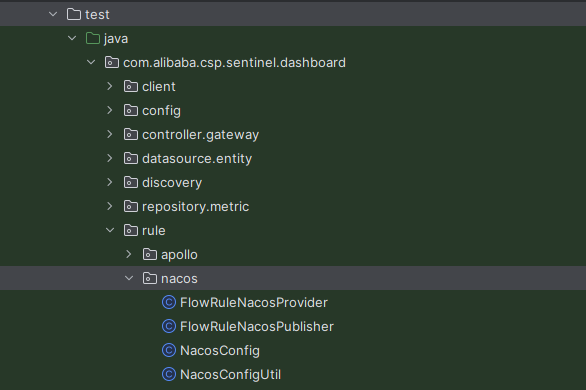 test
java
com.alibaba.csp.sentinel.dashboard
client
config
controller.gateway
datasource.entity
discovery
repository.metric
rule
apollo
nacos
C FlowRuleNacosProvider
C FlowRuleNacosPublisher
C NacosConfig
C NacosConfigUtil